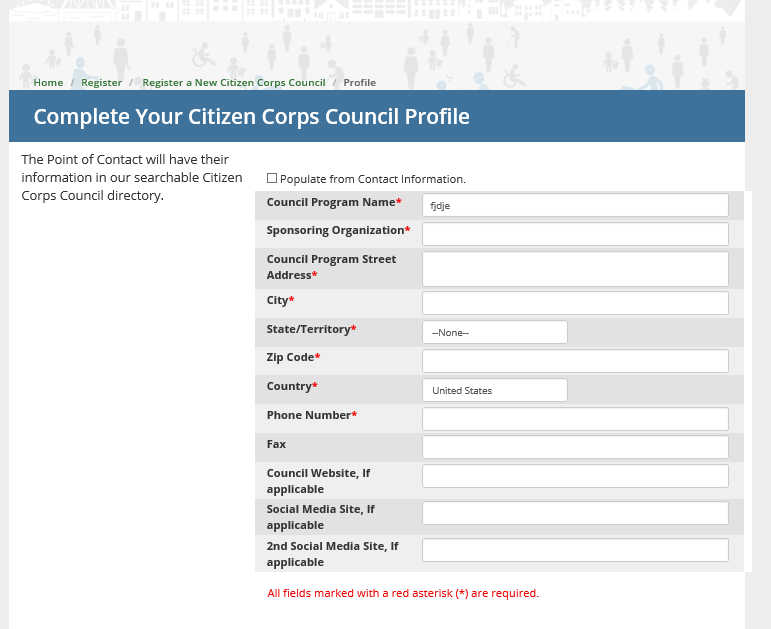 Home / Register / Register a New Citizen Corps Council / Profile
Complete Your Citizen Corps Council Profile
The Point of Contact will have their
information in our searchable Citizen
Corps Council directory.
Populate from Contact Information.
Council Program Name* fjdje
Sponsoring Organization*
Council Program Street
Address*
City*
State/Territory* --None--
Zip Code*
Country* United States
Phone Number*
Fax
Council Website, If
applicable
Social Media Site, If
applicable
2nd Social Media Site, If
applicable
All fields marked with a red asterisk (*) are required.